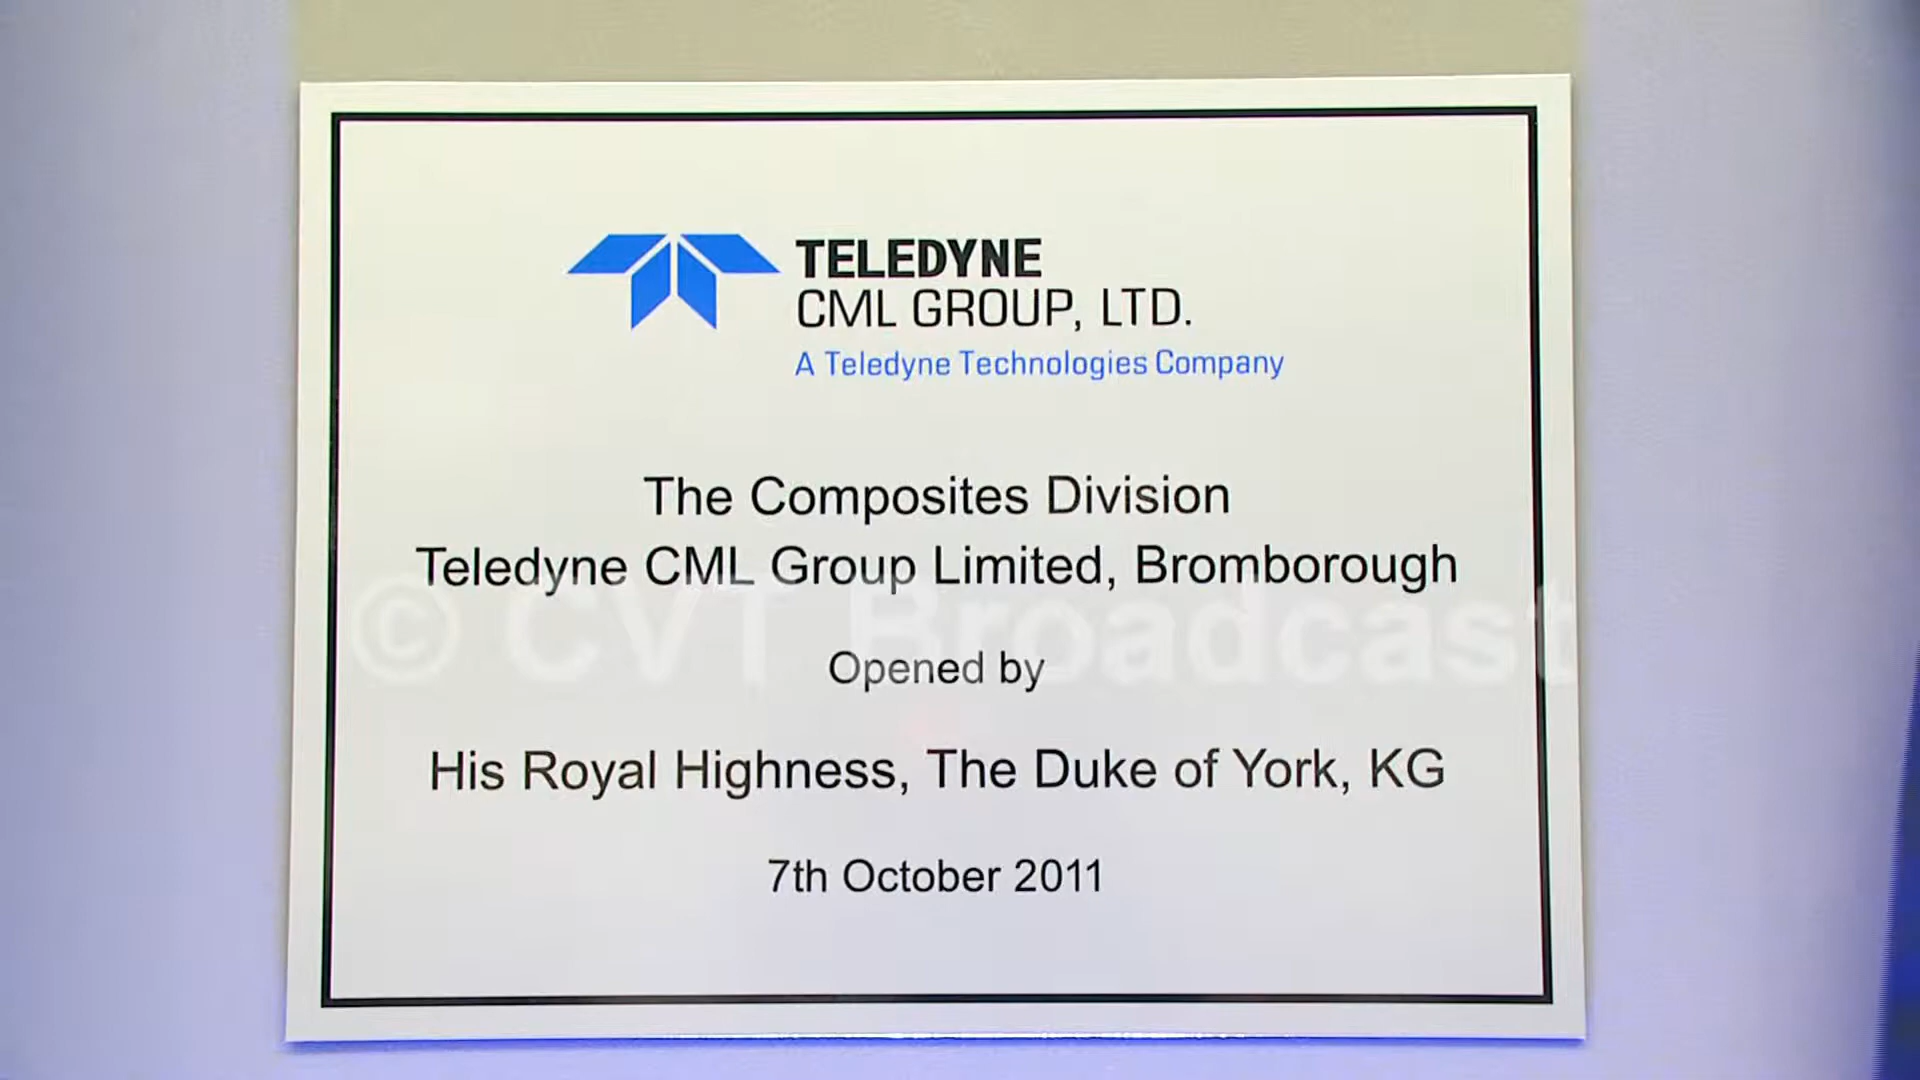 TELEDYNE
CML GROUP, LTD.
A Teledyne Technologies Company
The Composites Division
Teledyne CML Group Limited, Bromborough
© CVT Broadcast
Opened by
His Royal Highness, The Duke of York, KG
7th October 2011